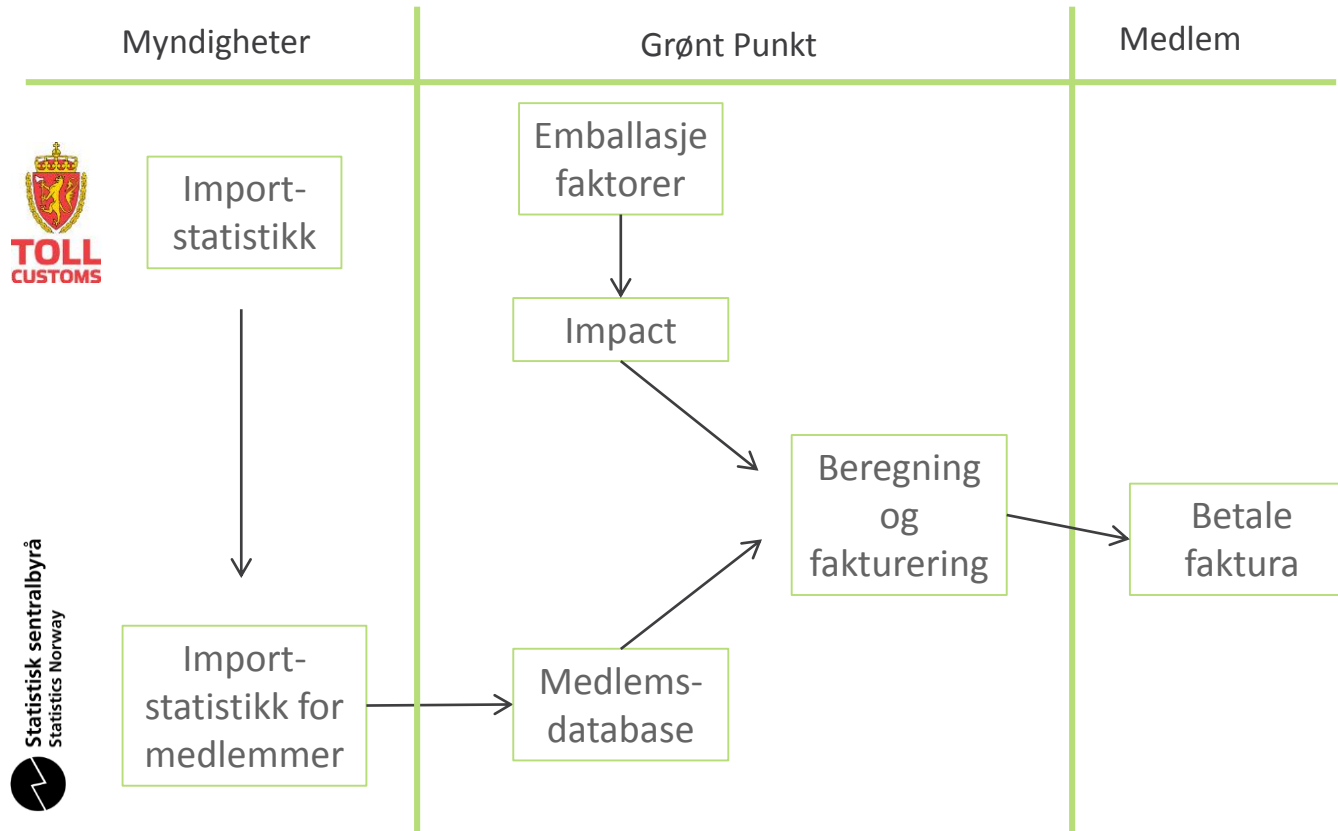 Myndigheter
Grønt Punkt
Medlem
TOLL
CUSTOMS
Import-
statistikk
Emballasje
faktorer
Impact
Beregning
og
fakturering
Betale
faktura
Statistisk sentralbyrå
Statistics Norway
Import-
statistikk for
medlemmer
Medlems-
database